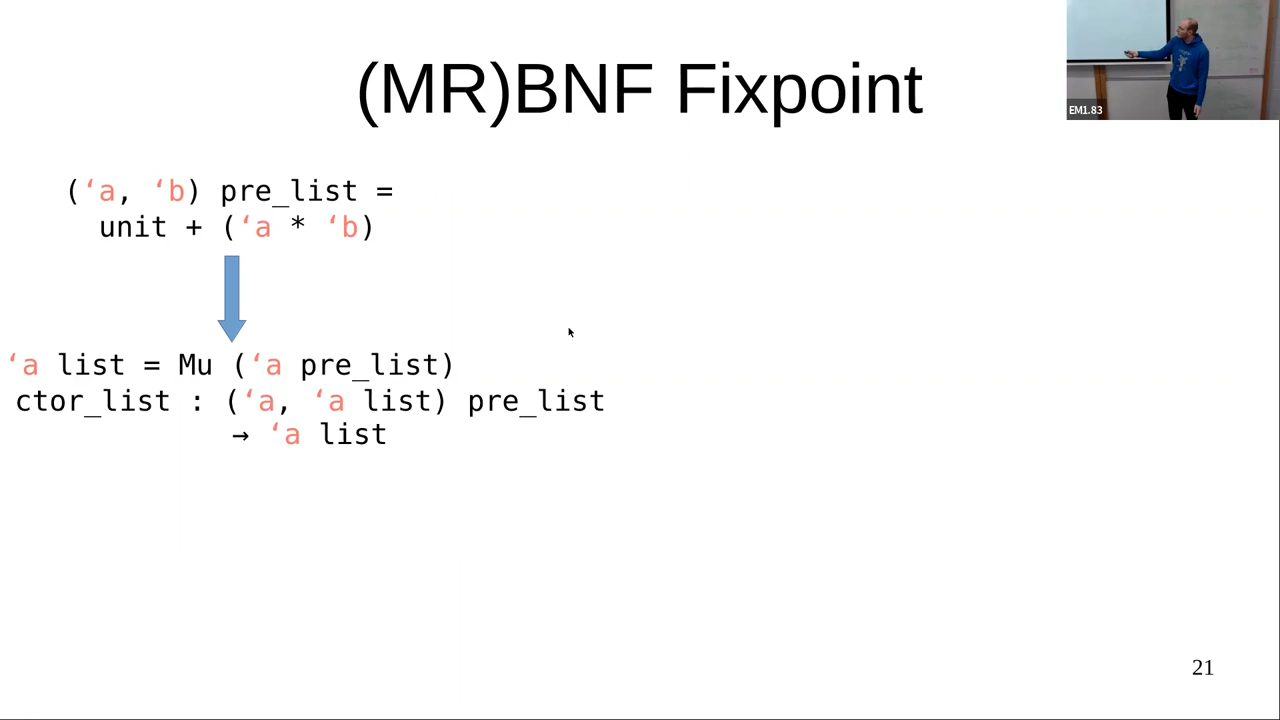 (MR)BNF Fixpoint
EM1.83
(‘a, ‘b) pre_list =
unit + (‘a * ‘b)
‘a list = Mu (‘a pre_list)
ctor_list : (‘a, ‘a list) pre_list
→ ‘a list
21